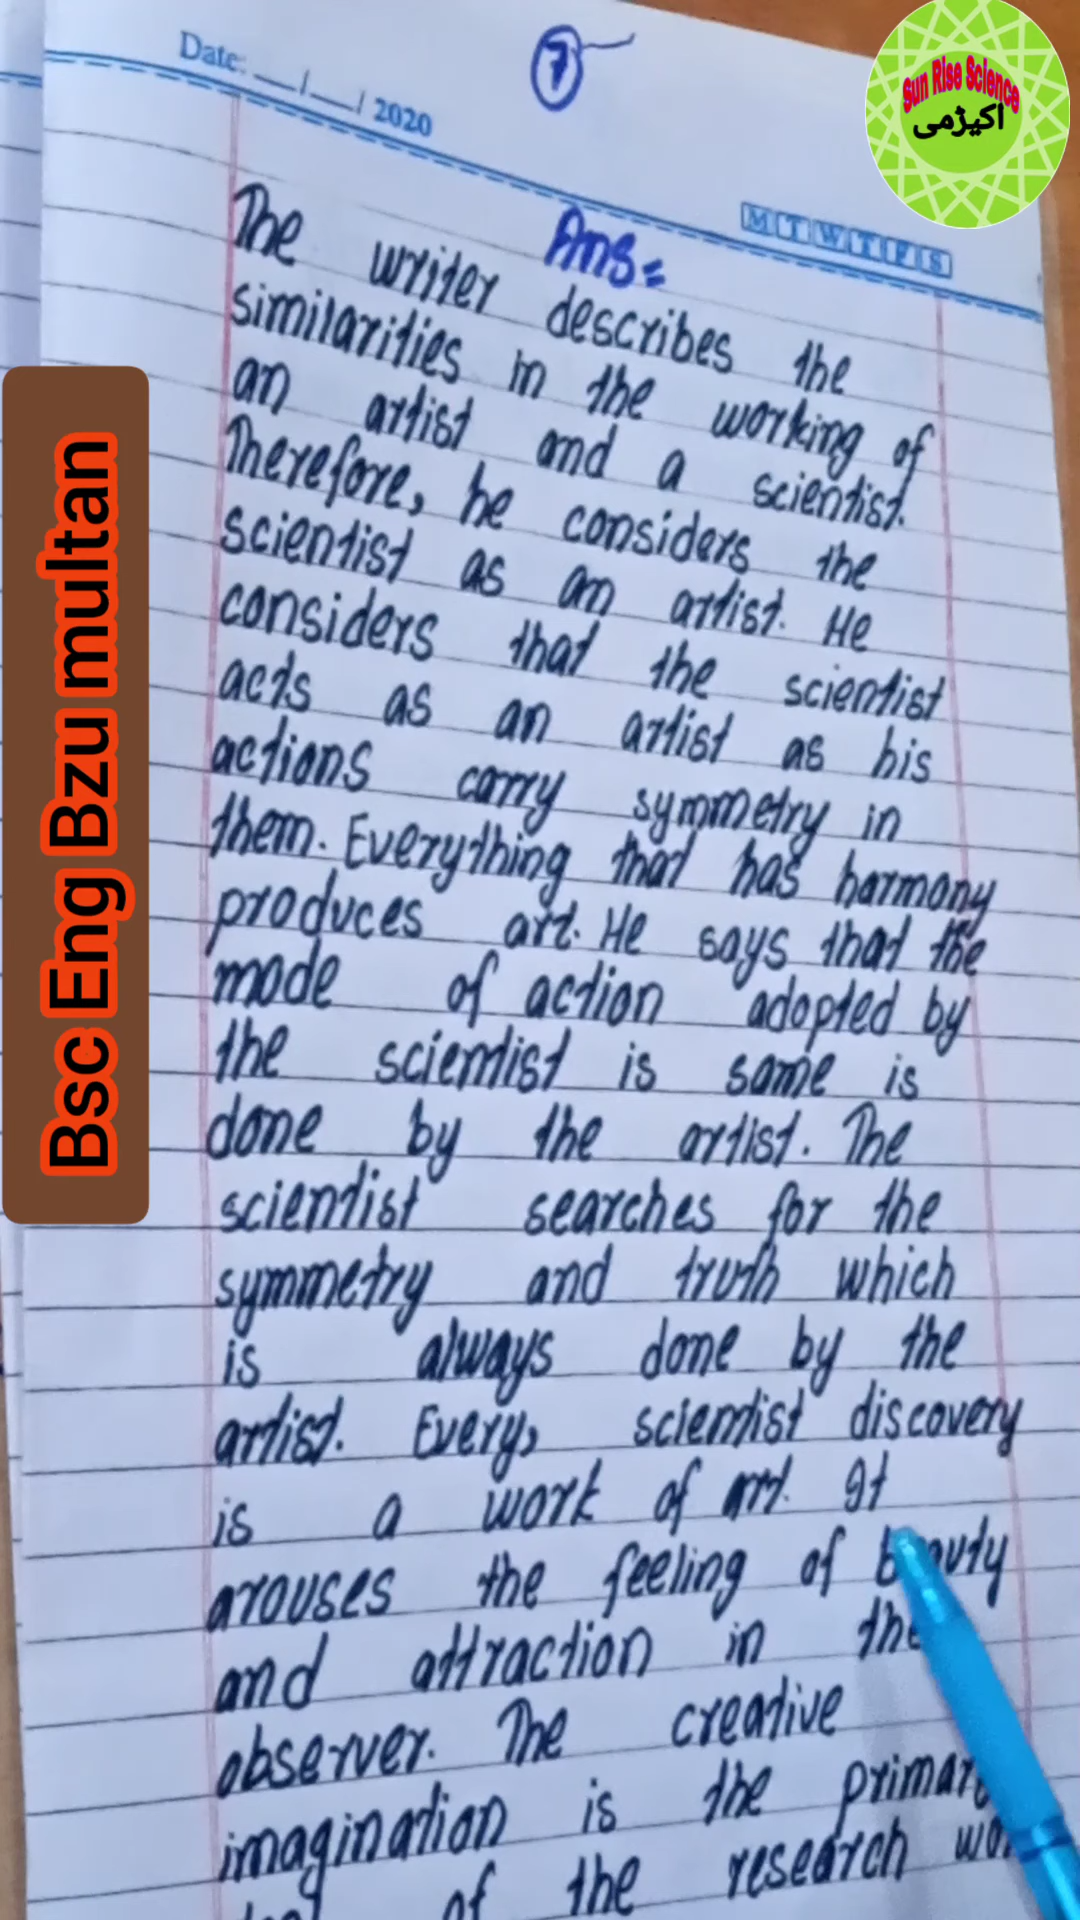 7
Date: __/__/ 2020
Sun Rise Science
اکیڑمی
M T W T F S
Ans=
The writer describes the
similarities in the working of
an artist and a scientist.
Therefore, he considers the
scientist as an artist. He
considers that the scientist
acts as an artist as his
actions carry symmetry in
them. Everything that has harmony
produces art. He says that the
mode of action adopted by
the scientist is same is
done by the artist. The
scientist searches for the
symmetry and truth which
is always done by the
artist. Every, scientist discovery
is a work of art. It
arouses the feeling of beauty
and attraction in the
observer. The creative
imagination is the primary
of the research
Bsc Eng Bzu multan